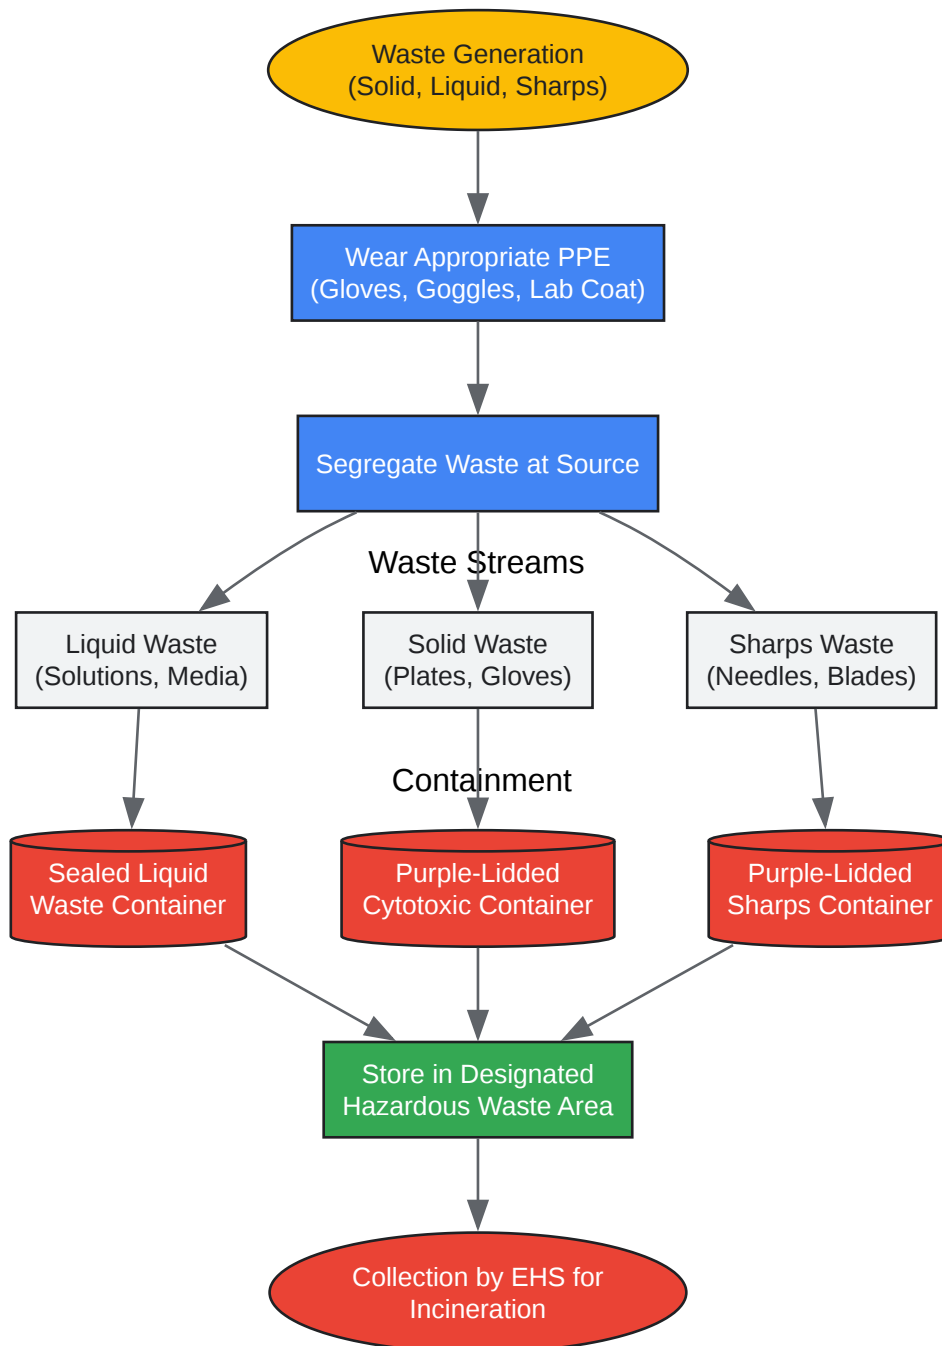 Waste Generation
(Solid, Liquid, Sharps)
Wear Appropriate PPE
(Gloves, Goggles, Lab Coat)
Segregate Waste at Source
Waste Streams
Liquid Waste
(Solutions, Media)
Solid Waste
(Plates, Gloves)
Sharps Waste
(Needles, Blades)
Containment
Sealed Liquid
Waste Container
Purple-Lidded
Cytotoxic Container
Purple-Lidded
Sharps Container
Store in Designated
Hazardous Waste Area
Collection by EHS for
Incineration